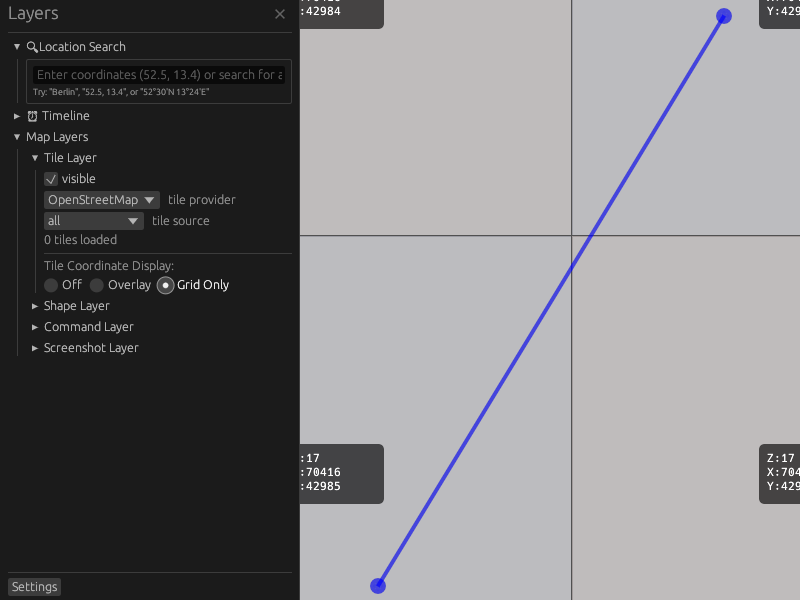 Layers
Location Search
Enter coordinates (52.5, 13.4) or search for a
Try: "Berlin", "52.5, 13.4", or "52°30'N 13°24'E"
Timeline
Map Layers
Tile Layer
visible
OpenStreetMap tile provider
all tile source
0 tiles loaded
Tile Coordinate Display:
Off Overlay Grid Only
Shape Layer
Command Layer
Screenshot Layer
Settings
:42984
Y:429
:17
:70416
:42985
Z:17
X:704
Y:429